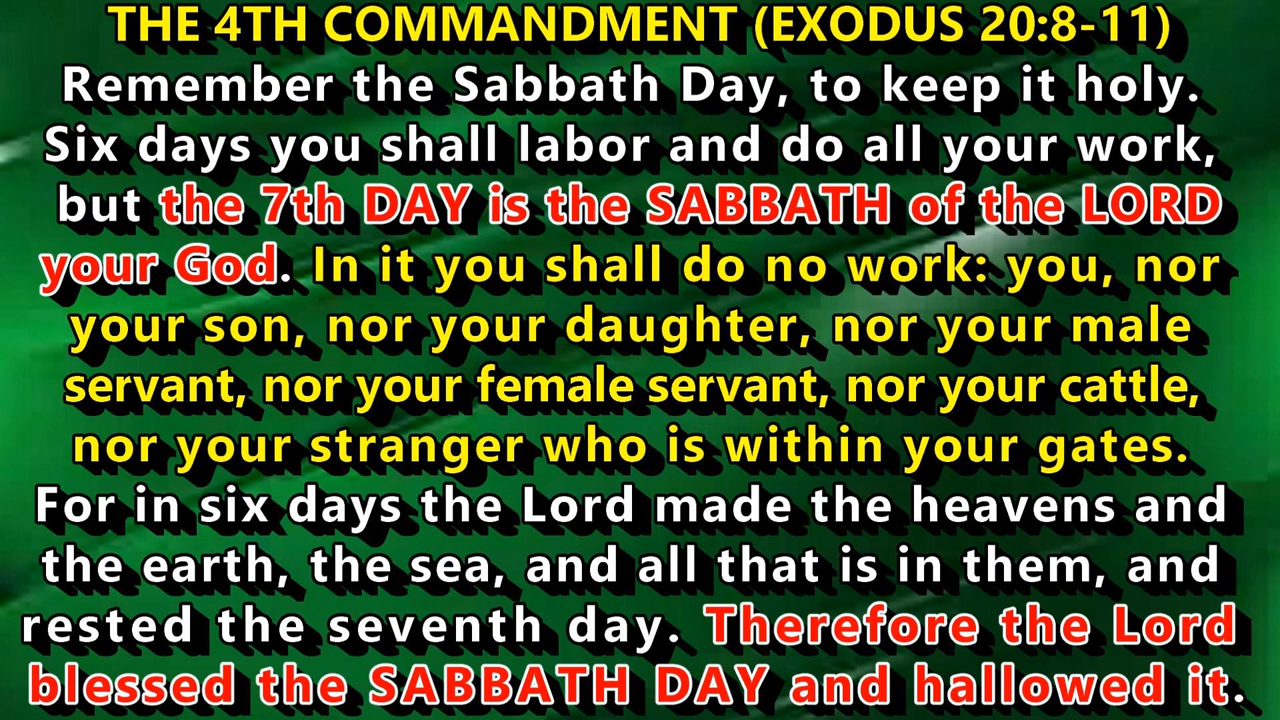 THE 4TH COMMANDMENT (EXODUS 20:8-11)
Remember the Sabbath Day, to keep it holy.
Six days you shall labor and do all your work,
but the 7th DAY is the SABBATH of the LORD
your God. In it you shall do no work: you, nor
your son, nor your daughter, nor your male
servant, nor your female servant, nor your cattle,
nor your stranger who is within your gates.
For in six days the Lord made the heavens and
the earth, the sea, and all that is in them, and
rested the seventh day. Therefore the Lord
blessed the SABBATH DAY and hallowed it.